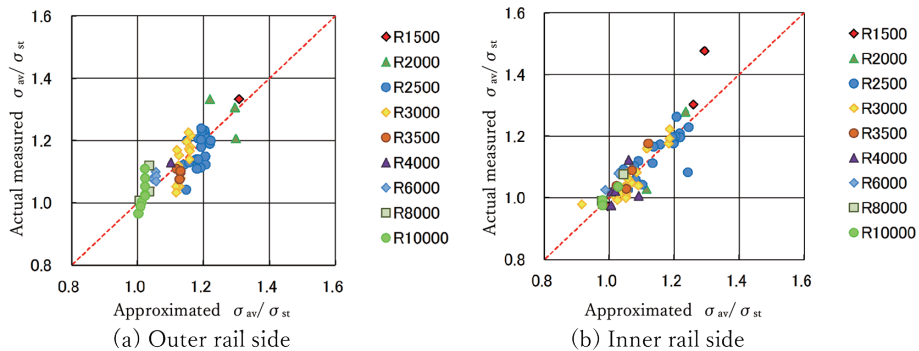 1.6
1.4
1.2
1.0
0.8
Actual measured σav/σst
0.8 1.0 1.2 1.4 1.6
Approximated σav/σst
R1500
R2000
R2500
R3000
R3500
R4000
R6000
R8000
R10000
(a) Outer rail side
1.6
1.4
1.2
1.0
0.8
Actual measured σav/σst
0.8 1.0 1.2 1.4 1.6
Approximated σav/σst
R1500
R2000
R2500
R3000
R3500
R4000
R6000
R8000
R10000
(b) Inner rail side